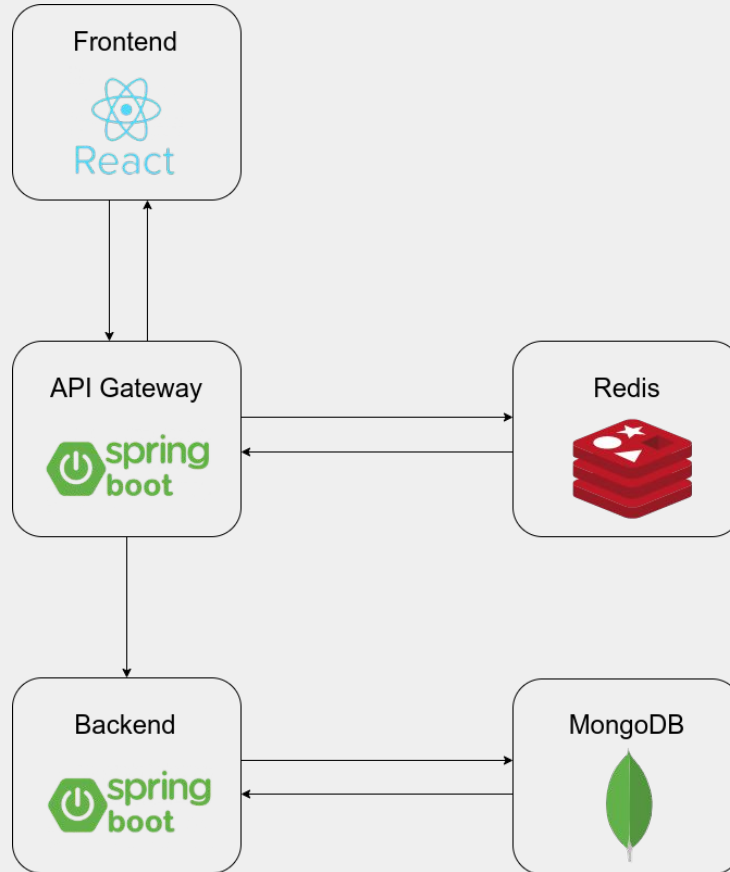 Frontend
React
API Gateway
spring
boot
Redis
Backend
spring
boot
MongoDB